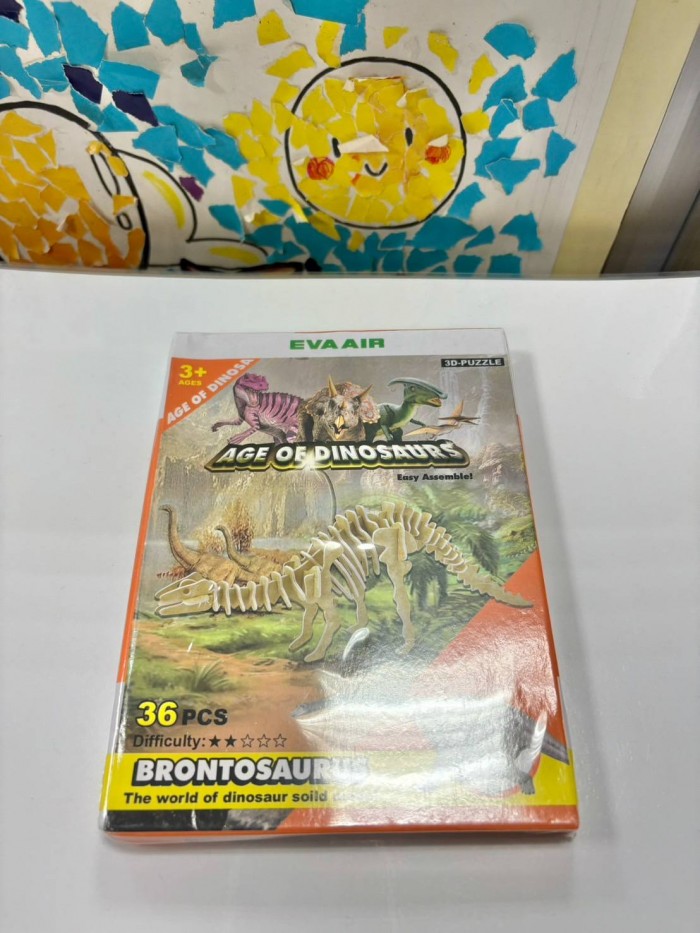 EVA AIR
3+
AGES
AGE OF DINOSA
3D-PUZZLE
AGE OF DINOSAURS
Easy Assemble!
36 PCS
Difficulty:★★☆☆☆
BRONTOSAURUS
The world of dinosaur soild